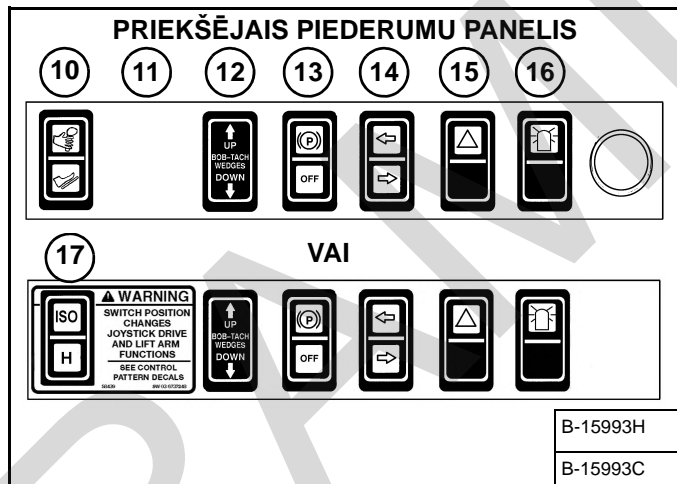 PRIEKŠĒJAIS PIEDERUMU PANELIS
10 11 12 13 14 15 16
UP
BOB-TACH
WEDGES
DOWN
P
OFF
17
VAI
ISO
H
WARNING
SWITCH POSITION
CHANGES
JOYSTICK DRIVE
AND LIFT ARM
FUNCTIONS
SEE CONTROL
PATTERN DECALS
UP
BOB-TACH
WEDGES
DOWN
P
OFF
B-15993H
B-15993C